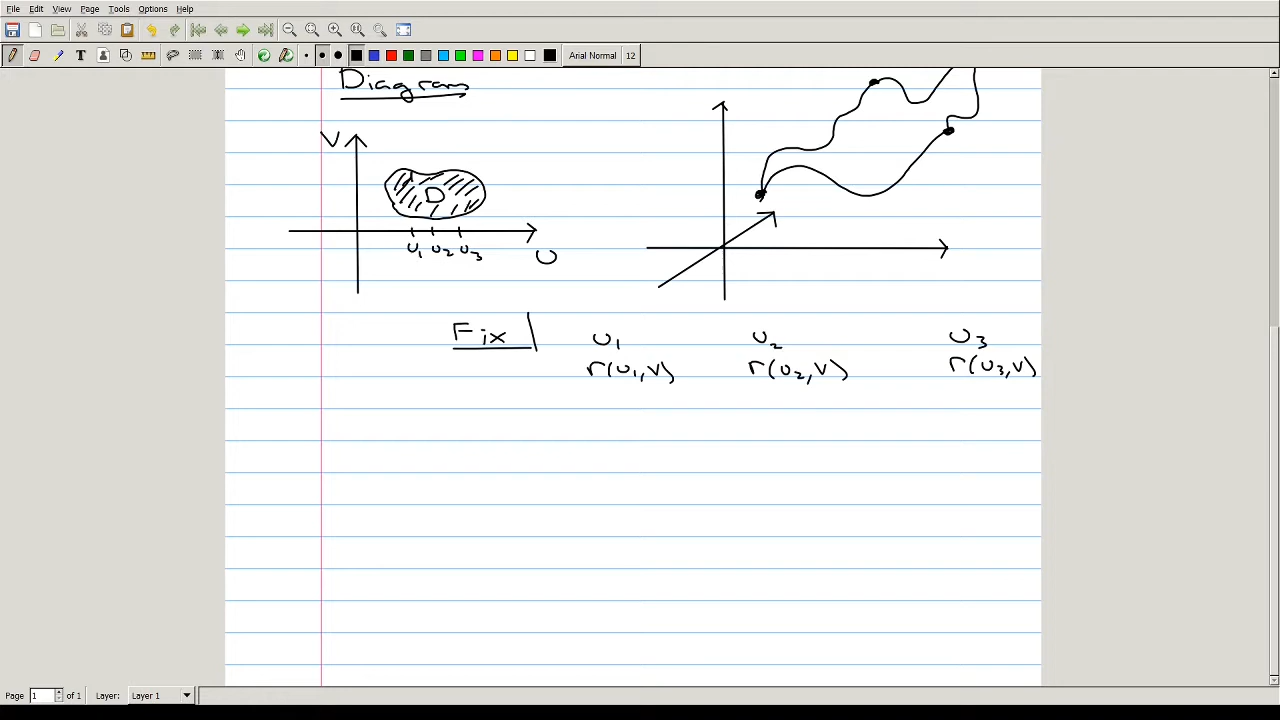 File Edit View Page Tools Options Help
Arial Normal 12
Diagram
V
D
u1 u2 u3
U
Fix u1 u2 u3
r(u1,v) r(u2,v) r(u3,v)
Page 1 of 1 Layer: Layer 1